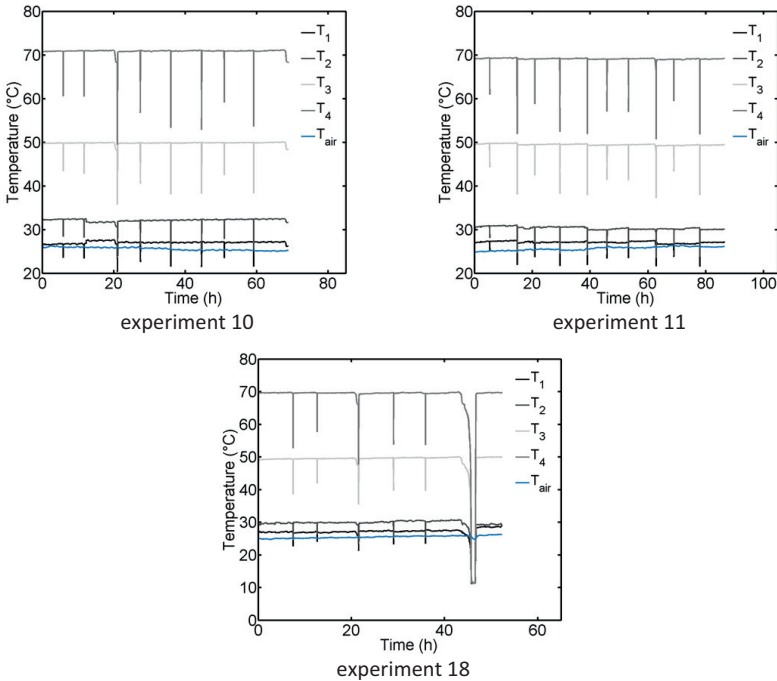 80
70
60
50
40
30
20
0 20 40 60 80
Temperature (°C)
Time (h)
T1
T2
T3
T4
Tair
experiment 10
80
70
60
50
40
30
20
0 20 40 60 80 100
Temperature (°C)
Time (h)
T1
T2
T3
T4
Tair
experiment 11
80
70
60
50
40
30
20
10
0
0 20 40 60
Temperature (°C)
Time (h)
T1
T2
T3
T4
Tair
experiment 18